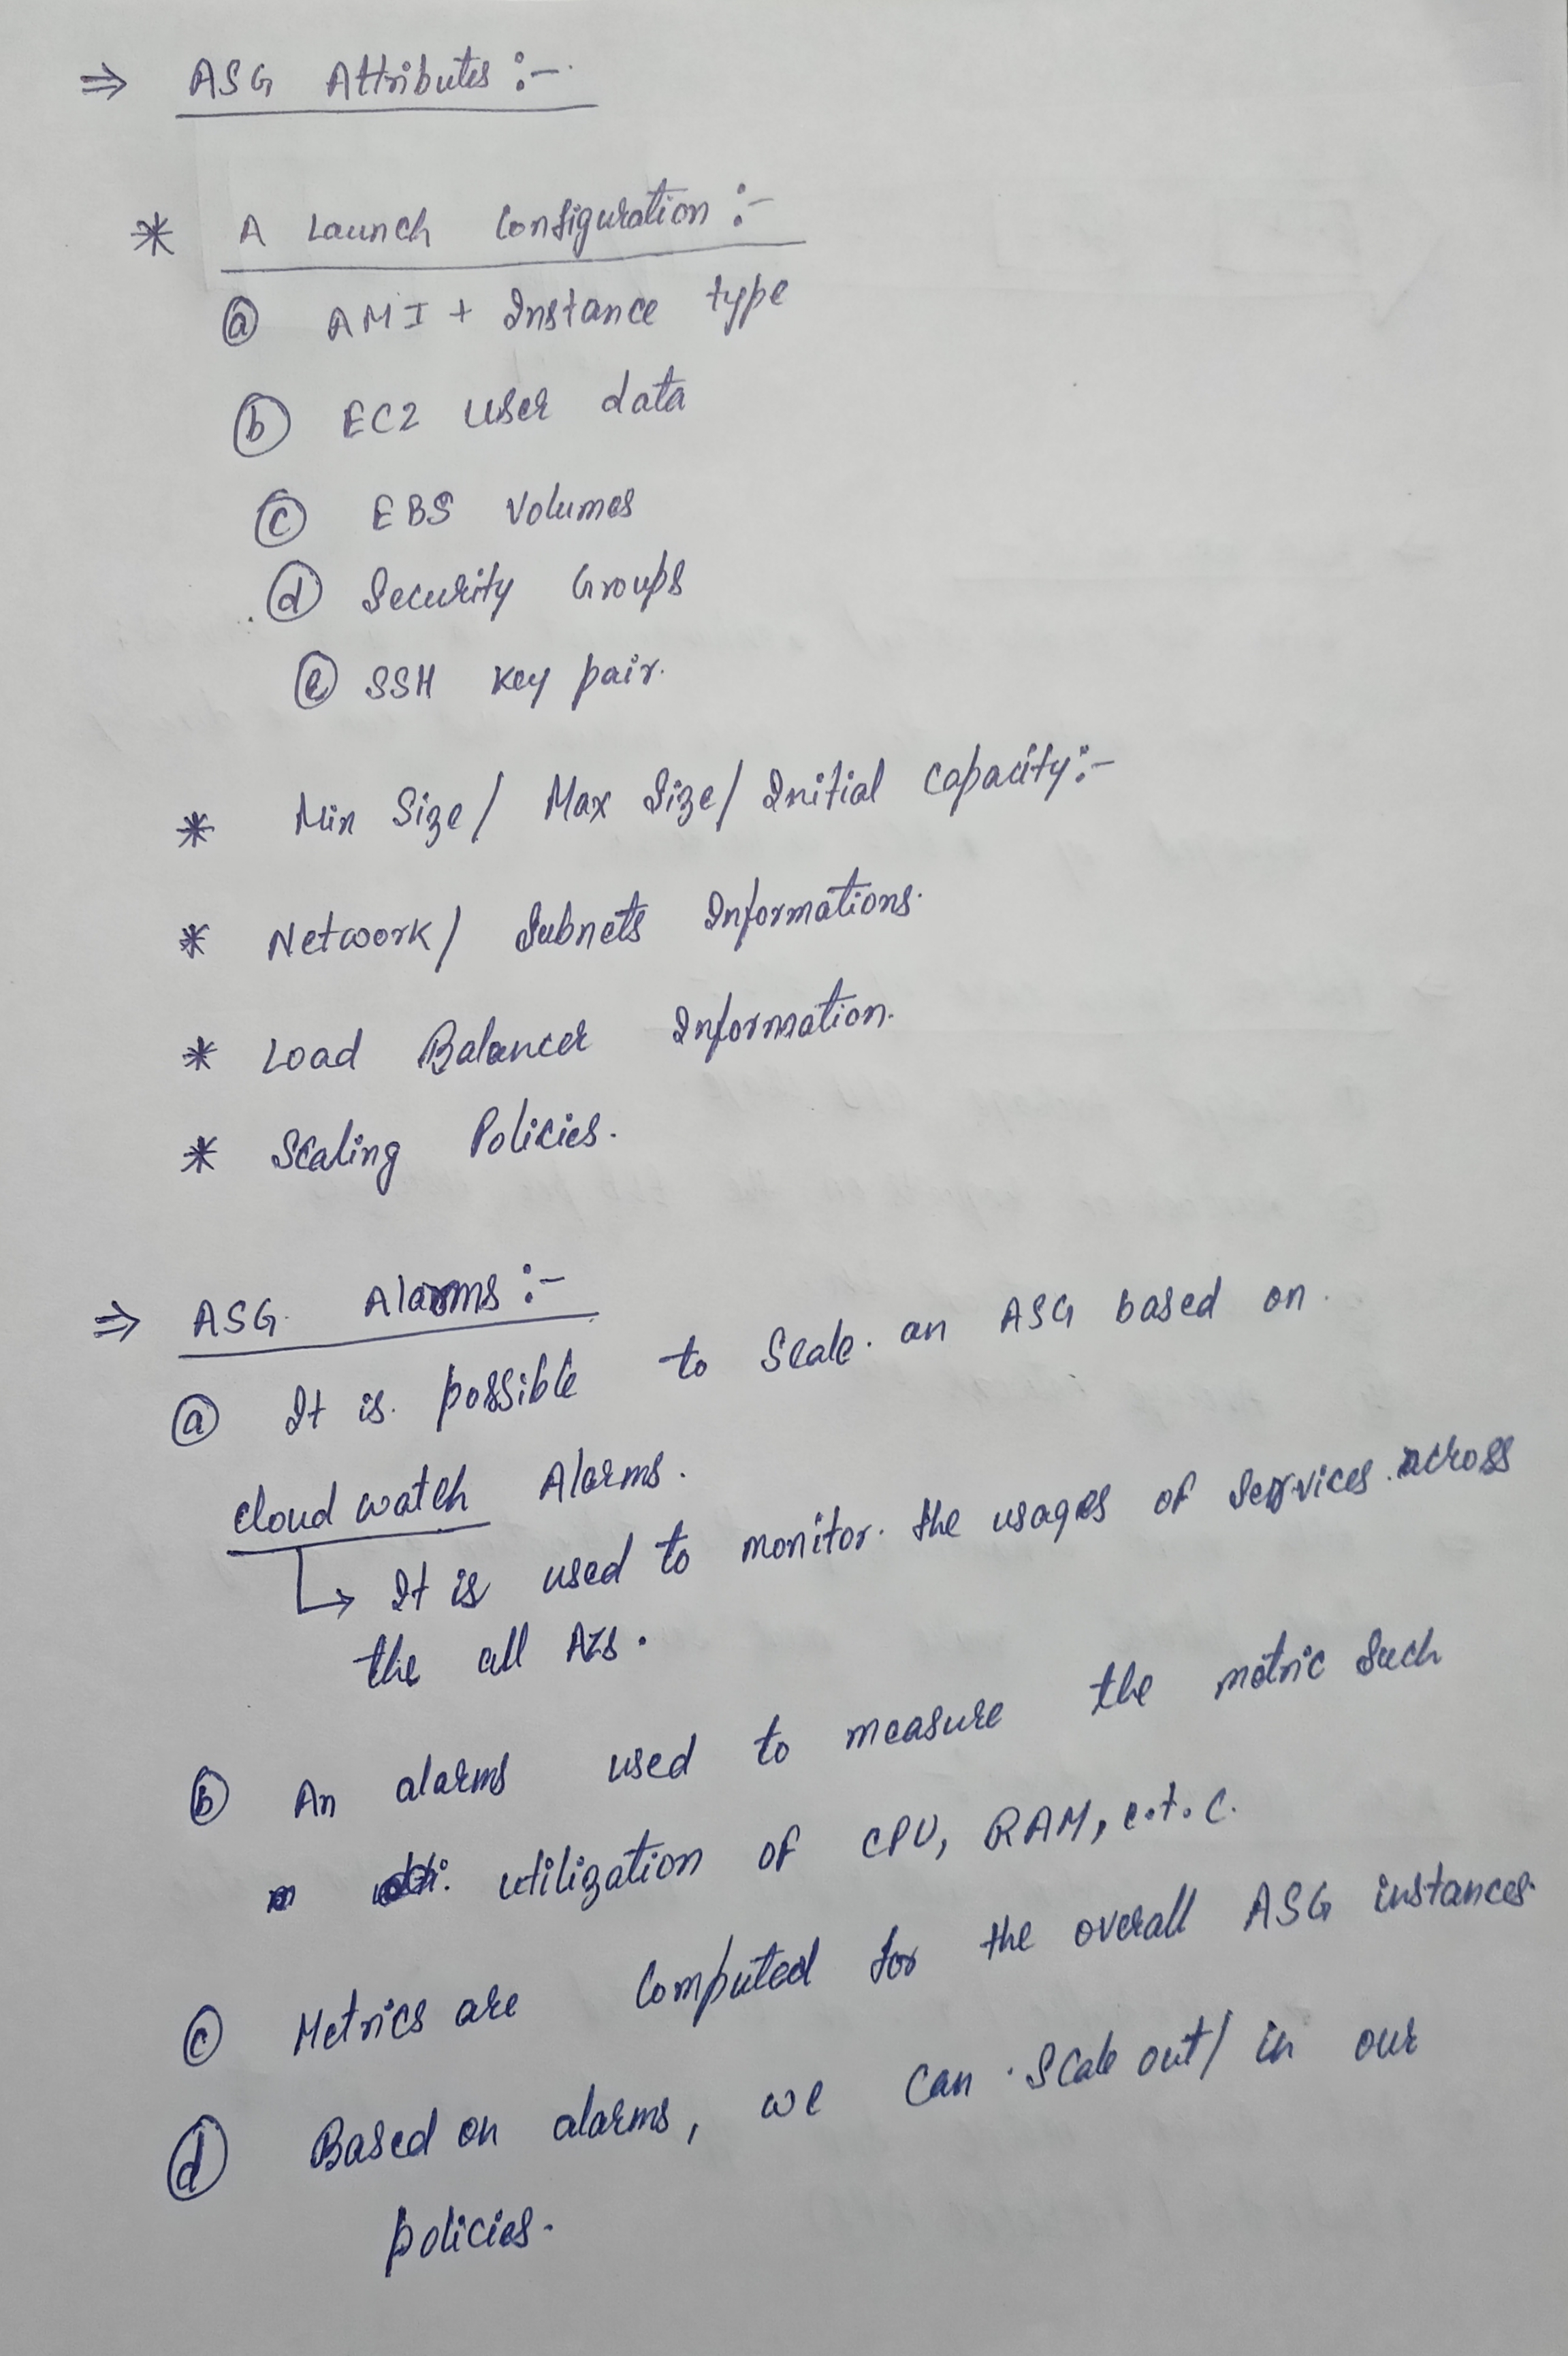 ⇒ ASG Attributes :-
* A Launch Configuration :-
ⓐ AMI + Instance type
ⓑ EC2 User data
ⓒ EBS Volumes
ⓓ Security Groups
ⓔ SSH Key pair.
* Min Size / Max Size / Initial Capacity :-
* Network / Subnets Informations.
* Load Balancer Information.
* Scaling Policies.
⇒ ASG Alarms :-
ⓐ It is possible to Scale an ASG based on
cloud watch Alarms.
↳ It is used to monitor the usages of Services across
the all AZs.
ⓑ An alarms used to measure the metric Such
utilization of CPU, RAM, e.t.c.
ⓒ Metrics are Computed for the overall ASG instances.
ⓓ Based on alarms, we Can Scale out / in our
policies.